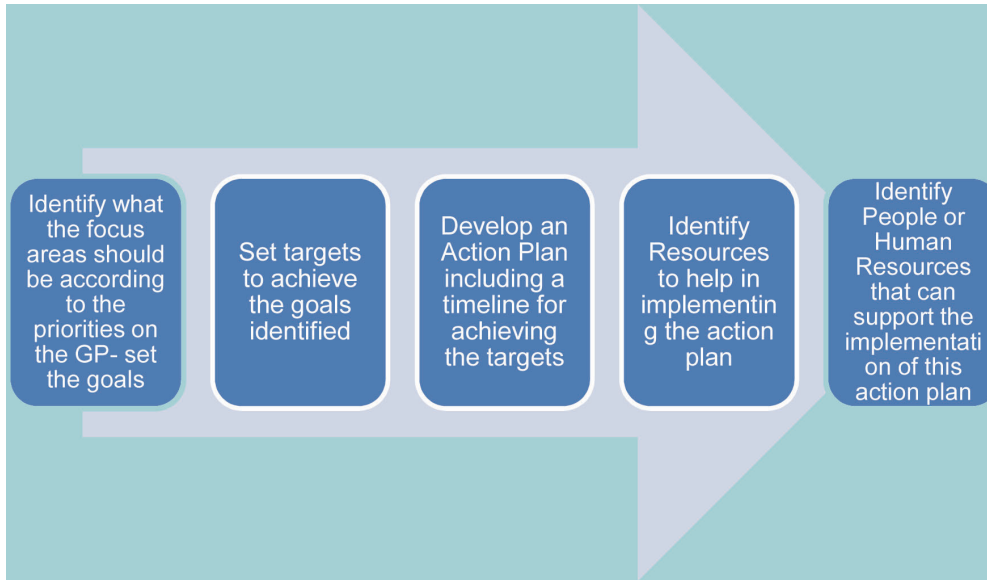 Identify what
the focus
areas should
be according
to the
priorities on
the GP- set
the goals
Set targets
to achieve
the goals
identified
Develop an
Action Plan
including a
timeline for
achieving
the targets
Identify
Resources
to help in
implementin
g the action
plan
Identify
People or
Human
Resources
that can
support the
implementati
on of this
action plan